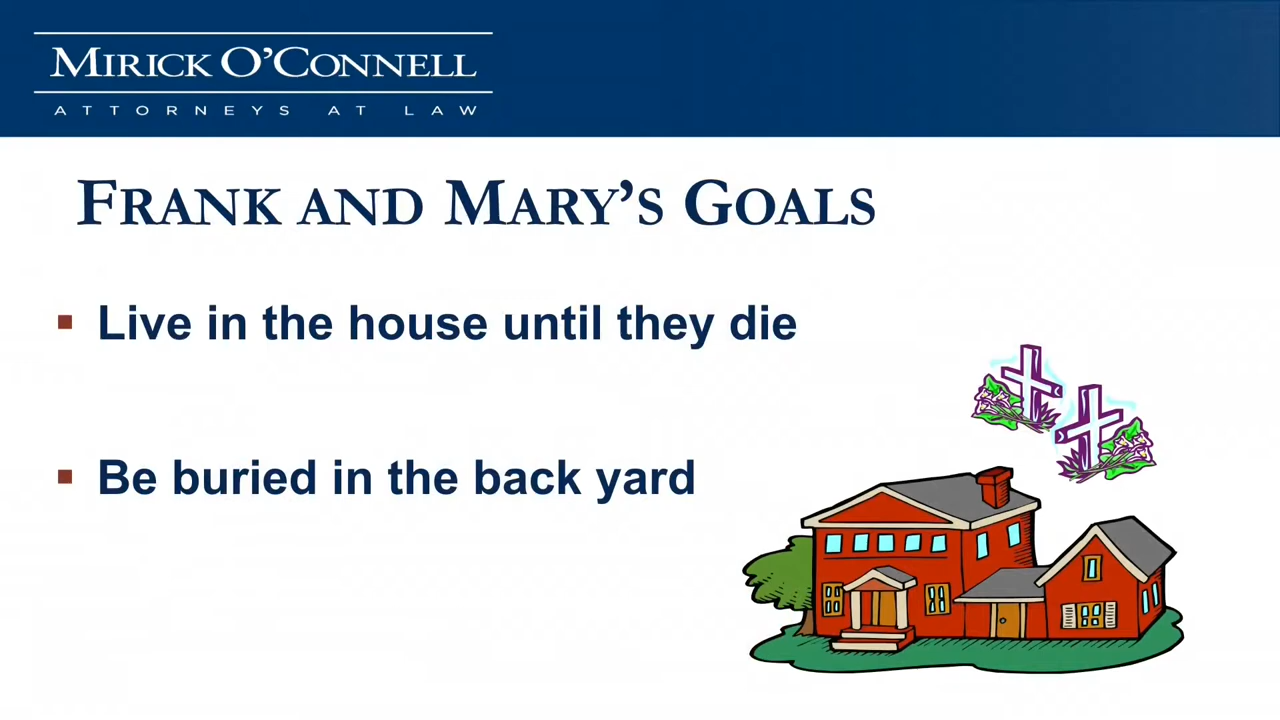 MIRICK O'CONNELL
ATTORNEYS AT LAW
FRANK AND MARY'S GOALS
▪ Live in the house until they die
▪ Be buried in the back yard